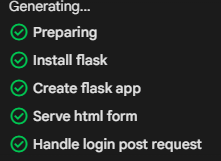 Generating...
Preparing
Install flask
Create flask app
Serve html form
Handle login post request